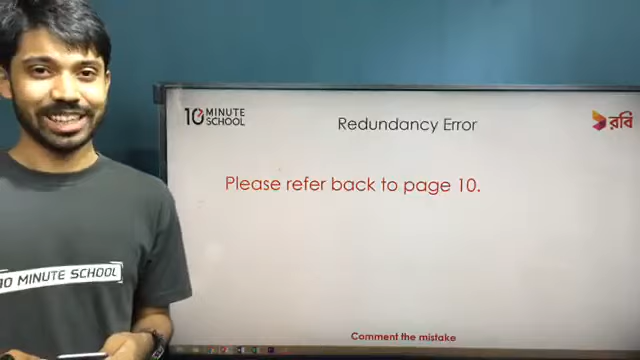 10 MINUTE SCHOOL
Redundancy Error
রবি
Please refer back to page 10.
10 MINUTE SCHOOL
Comment the mistake